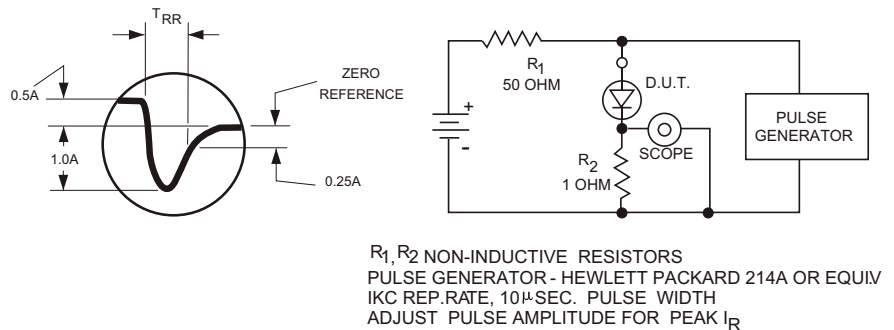 TRR
0.5A
1.0A
ZERO
REFERENCE
0.25A
R1
50 OHM
+
-
D.U.T.
SCOPE
R2
1 OHM
PULSE
GENERATOR
R1,R2 NON-INDUCTIVE RESISTORS
PULSE GENERATOR - HEWLETT PACKARD 214A OR EQUIV
IKC REP.RATE, 10μSEC. PULSE WIDTH
ADJUST PULSE AMPLITUDE FOR PEAK IR